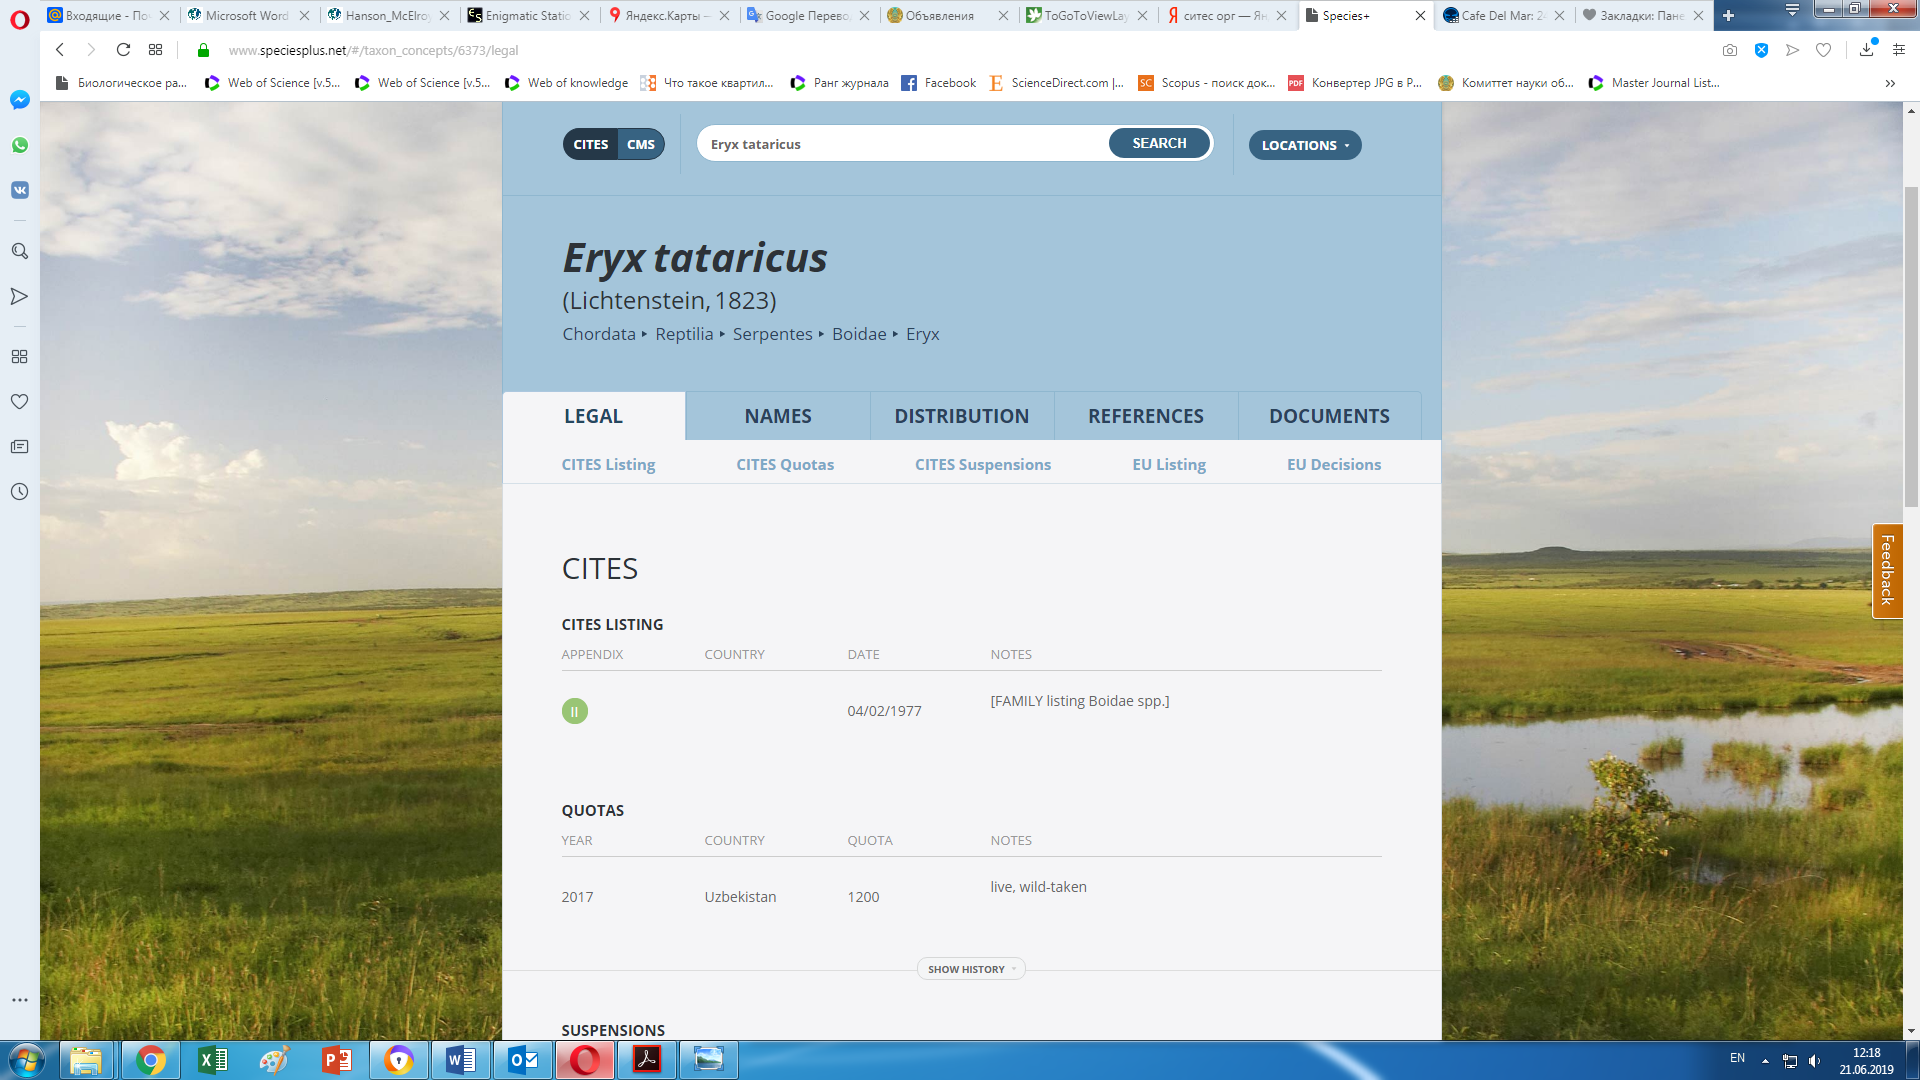 Входящие - По
Microsoft Word
Hanson_McElroy
Enigmatic Statio
Яндекс.Карты —
Google Перево
Объявления
ToGoToViewLay
ситес орг — Ян
Species+
Cafe Del Mar: 2
Закладки: Пане
www.speciesplus.net/#/taxon_concepts/6373/legal
Биологическое ра...
Web of Science [v.5...
Web of Science [v.5...
Web of knowledge
Что такое квартил...
Ранг журнала
Facebook
ScienceDirect.com |...
Scopus - поиск док...
Конвертер JPG в P...
Комиттет науки об...
Master Journal List...
CITES CMS
Eryx tataricus
SEARCH
LOCATIONS
Eryx tataricus
(Lichtenstein, 1823)
Chordata Reptilia Serpentes Boidae Eryx
LEGAL NAMES DISTRIBUTION REFERENCES DOCUMENTS
CITES Listing CITES Quotas CITES Suspensions EU Listing EU Decisions
Feedback
CITES
CITES LISTING
APPENDIX COUNTRY DATE NOTES
II 04/02/1977 [FAMILY listing Boidae spp.]
QUOTAS
YEAR COUNTRY QUOTA NOTES
2017 Uzbekistan 1200 live, wild-taken
SHOW HISTORY
SUSPENSIONS
EN
12:18
21.06.2019